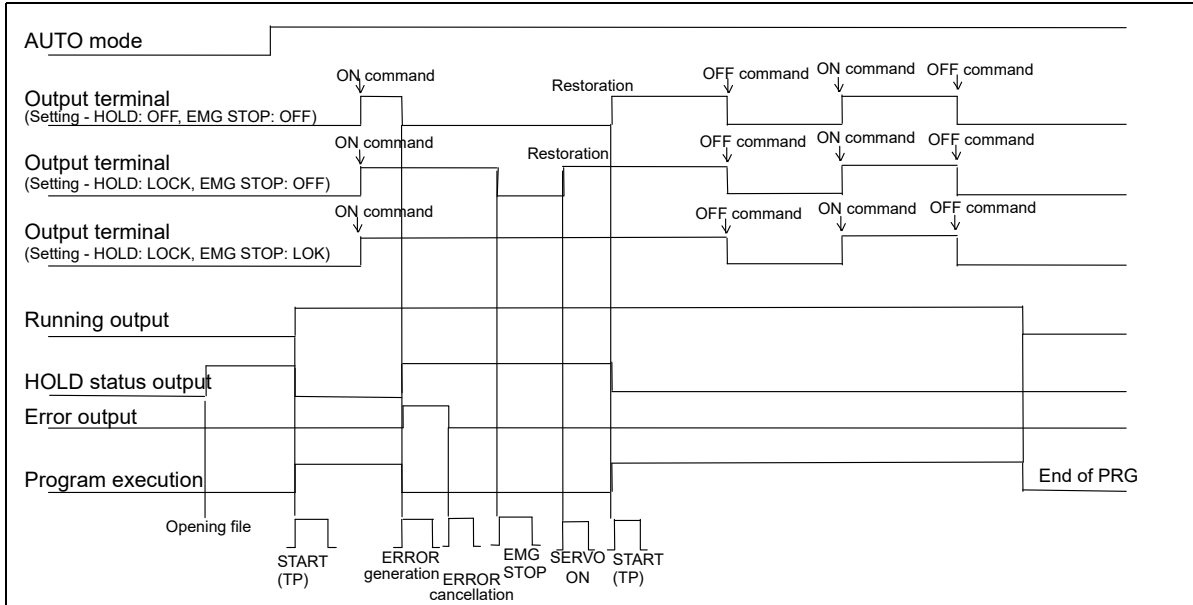 AUTO mode
ON command
Restoration
OFF command
ON command
OFF command
Output terminal
(Setting - HOLD: OFF, EMG STOP: OFF)
ON command
Restoration
OFF command
ON command
OFF command
Output terminal
(Setting - HOLD: LOCK, EMG STOP: OFF)
ON command
OFF command
ON command
OFF command
Output terminal
(Setting - HOLD: LOCK, EMG STOP: LOK)
Running output
HOLD status output
Error output
Program execution
End of PRG
Opening file
START
(TP)
ERROR
generation
ERROR
cancellation
EMG
STOP
SERVO
ON
START
(TP)